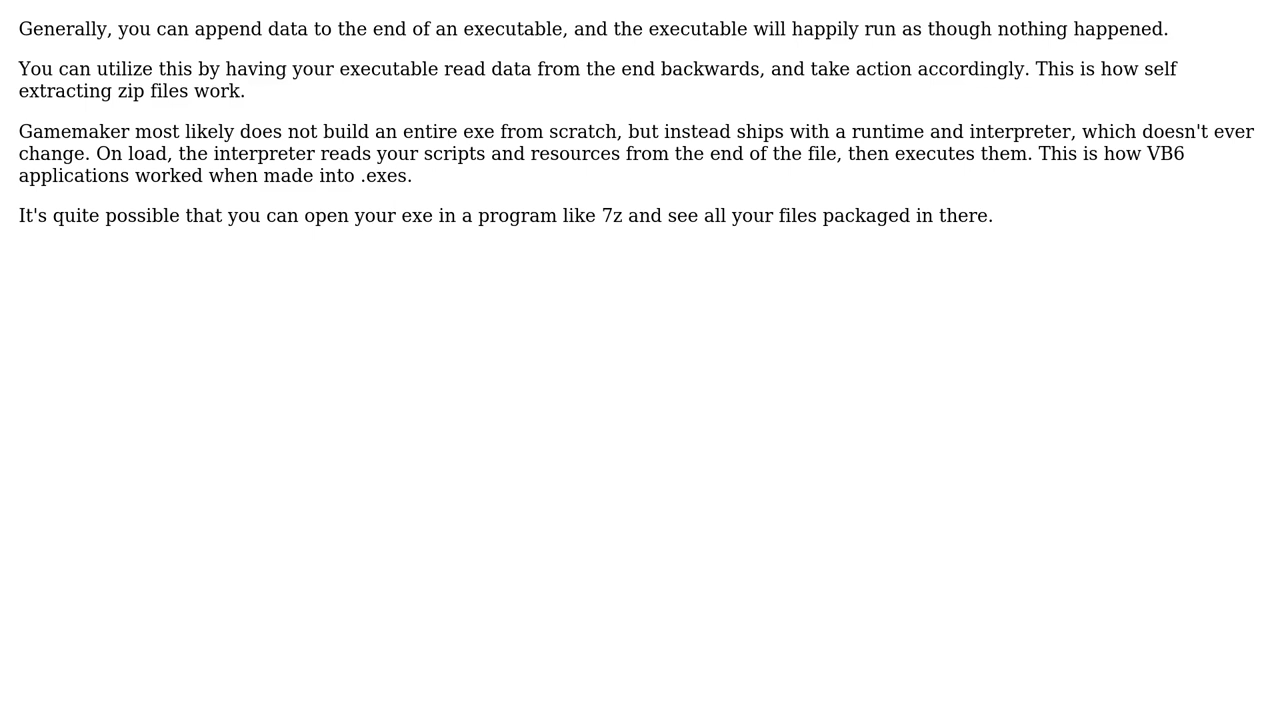 Generally, you can append data to the end of an executable, and the executable will happily run as though nothing happened.
You can utilize this by having your executable read data from the end backwards, and take action accordingly. This is how self
extracting zip files work.
Gamemaker most likely does not build an entire exe from scratch, but instead ships with a runtime and interpreter, which doesn't ever
change. On load, the interpreter reads your scripts and resources from the end of the file, then executes them. This is how VB6
applications worked when made into .exes.
It's quite possible that you can open your exe in a program like 7z and see all your files packaged in there.